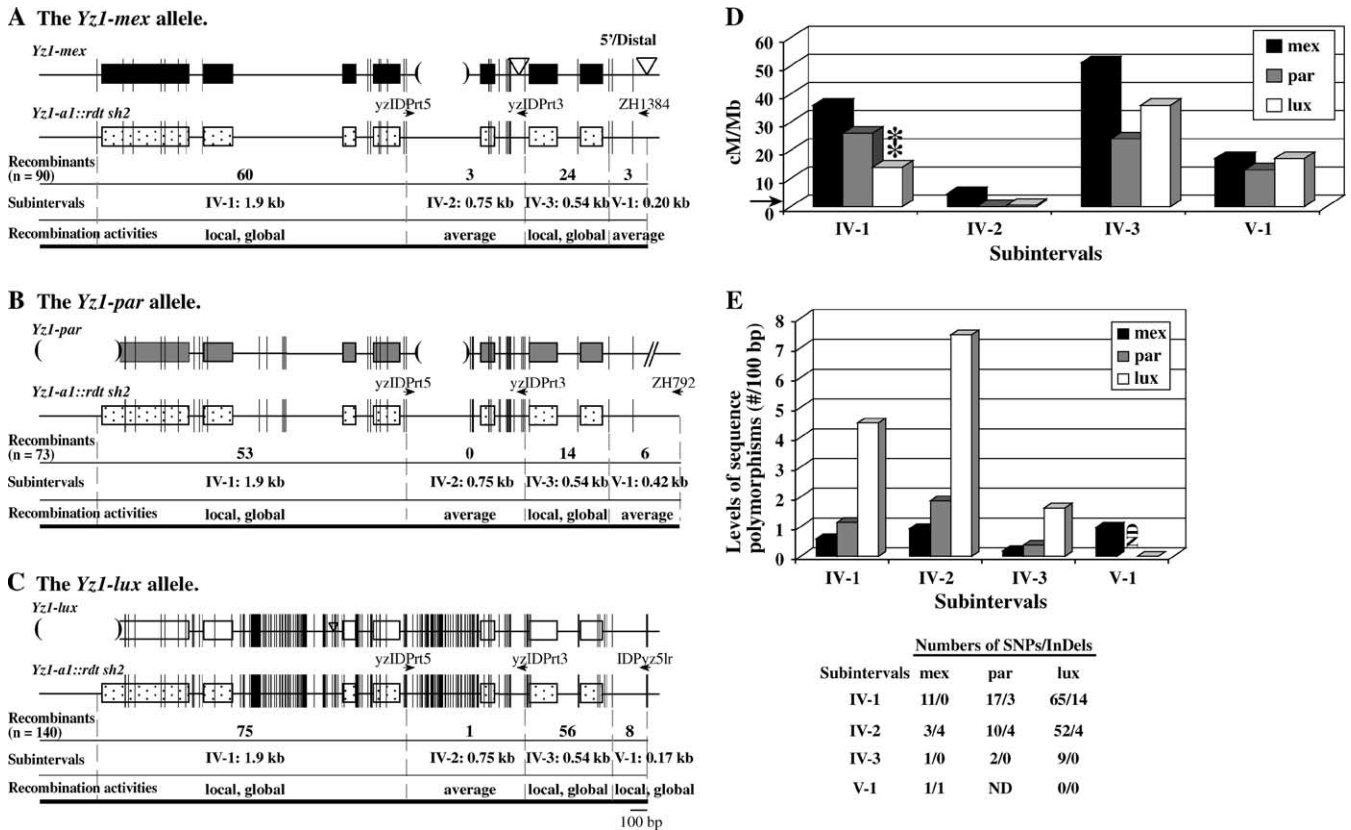 A The Yz1-mex allele.
Yz1-mex
5'/Distal
Yz1-a1::rdt sh2
yzIDPrt5
yzIDPrt3
ZH1384
Recombinants
(n = 90)
60
3
24
3
Subintervals
IV-1: 1.9 kb
IV-2: 0.75 kb
IV-3: 0.54 kb
V-1: 0.20 kb
Recombination activities
local, global
average
local, global
average
B The Yz1-par allele.
Yz1-par
Yz1-a1::rdt sh2
yzIDPrt5
yzIDPrt3
ZH792
Recombinants
(n = 73)
53
0
14
6
Subintervals
IV-1: 1.9 kb
IV-2: 0.75 kb
IV-3: 0.54 kb
V-1: 0.42 kb
Recombination activities
local, global
average
local, global
average
C The Yz1-lux allele.
Yz1-lux
Yz1-a1::rdt sh2
yzIDPrt5
yzIDPrt3
IDPyz5lr
Recombinants
(n = 140)
75
1
56
8
Subintervals
IV-1: 1.9 kb
IV-2: 0.75 kb
IV-3: 0.54 kb
V-1: 0.17 kb
Recombination activities
local, global
average
local, global
local, global
100 bp
D
cM/Mb
60
50
40
30
20
10
0
**
mex
par
lux
IV-1
IV-2
IV-3
V-1
Subintervals
E
Levels of sequence
polymorphisms (#/100 bp)
8
7
6
5
4
3
2
1
0
mex
par
lux
ND
IV-1
IV-2
IV-3
V-1
Subintervals
Numbers of SNPs/InDels
Subintervals mex par lux
IV-1 11/0 17/3 65/14
IV-2 3/4 10/4 52/4
IV-3 1/0 2/0 9/0
V-1 1/1 ND 0/0